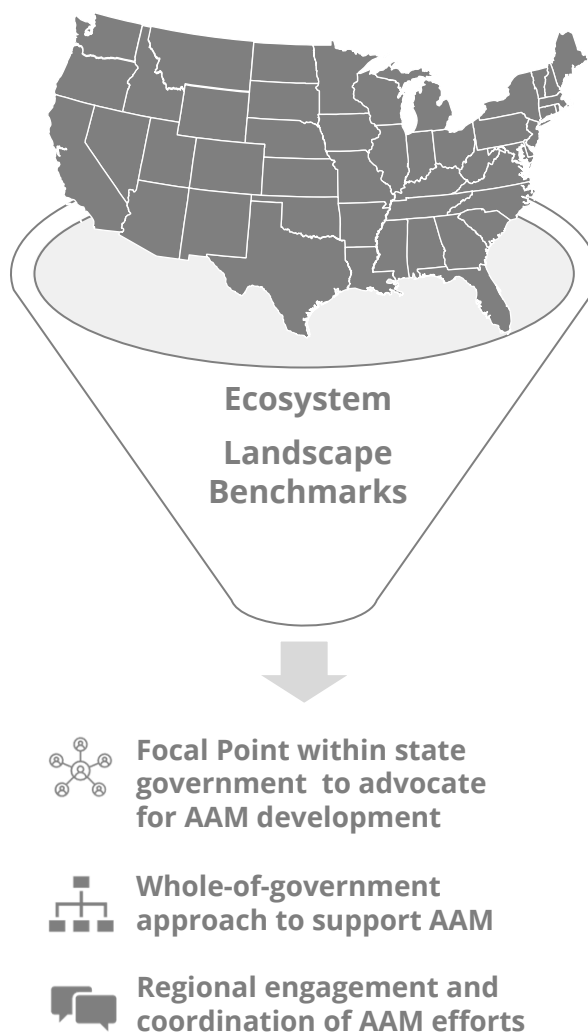 Ecosystem
Landscape
Benchmarks
Focal Point within state
government  to advocate
for AAM development
Whole-of-government
approach to support AAM
Regional engagement and
coordination of AAM efforts